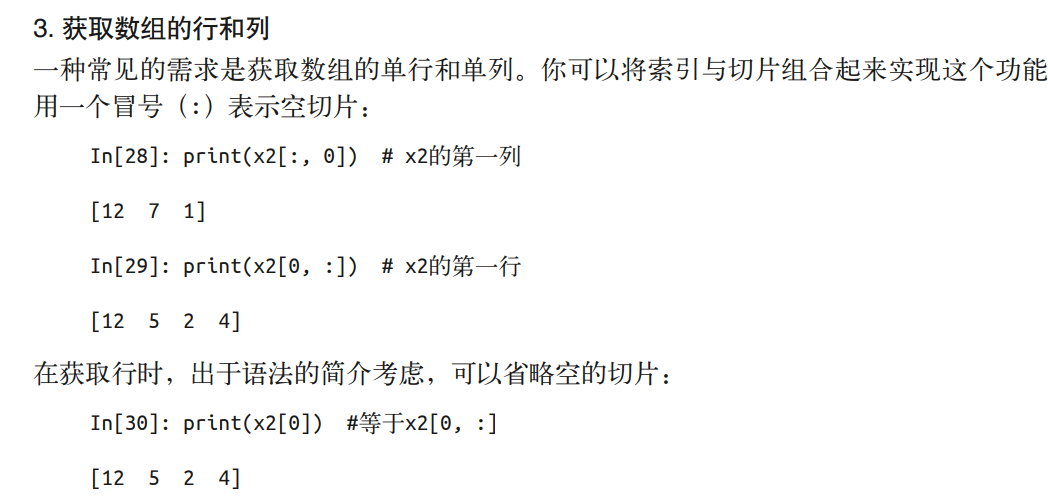 3. 获取数组的行和列
一种常见的需求是获取数组的单行和单列。你可以将索引与切片组合起来实现这个功能
用一个冒号（:）表示空切片：
In[28]: print(x2[:, 0])  # x2的第一列
[12  7  1]
In[29]: print(x2[0, :])  # x2的第一行
[12  5  2  4]
在获取行时，出于语法的简介考虑，可以省略空的切片：
In[30]: print(x2[0])  #等于x2[0, :]
[12  5  2  4]